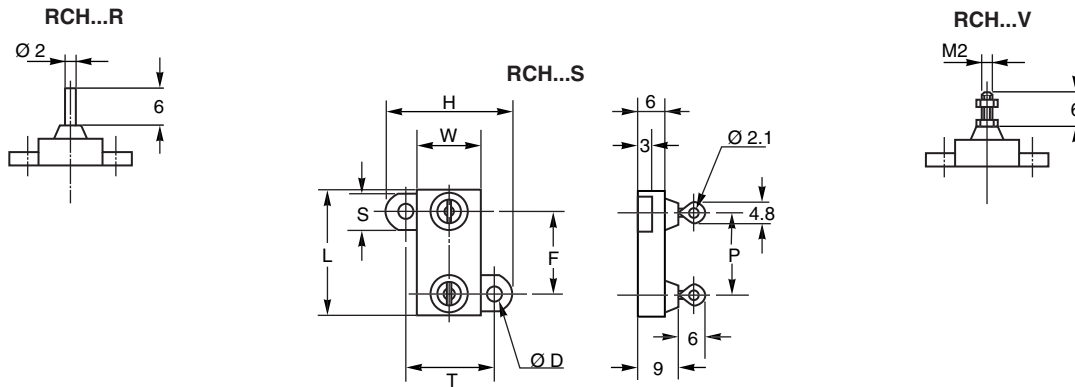 RCH...R
Ø 2
6
RCH...S
H
W
S
L
F
T
Ø D
6
3
Ø 2.1
4.8
P
6
9
RCH...V
M2
6